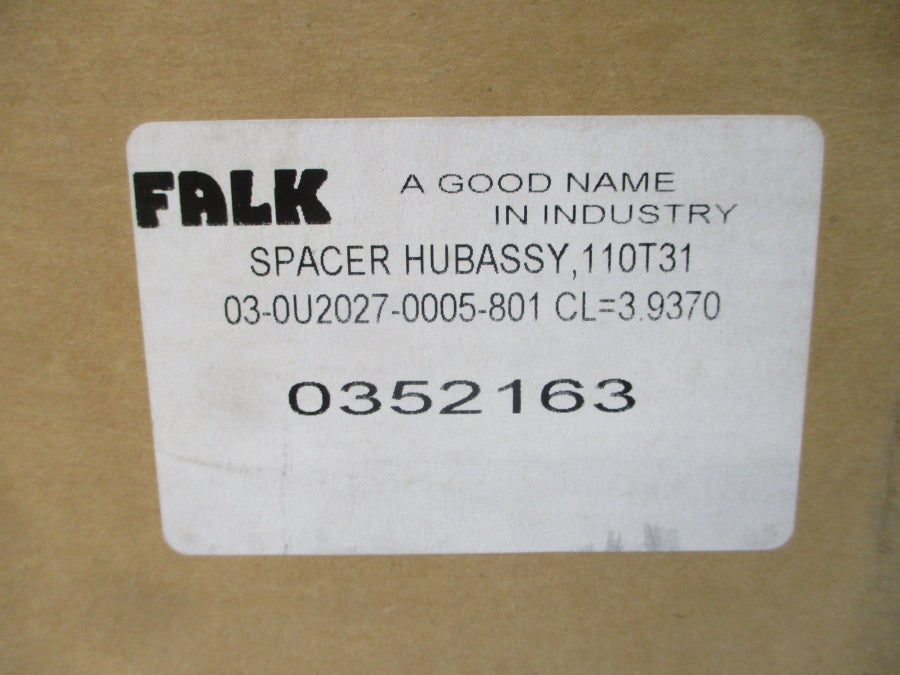 FALK A GOOD NAME
IN INDUSTRY
SPACER HUBASSY,110T31
03-0U2027-0005-801 CL=3.9370
0352163